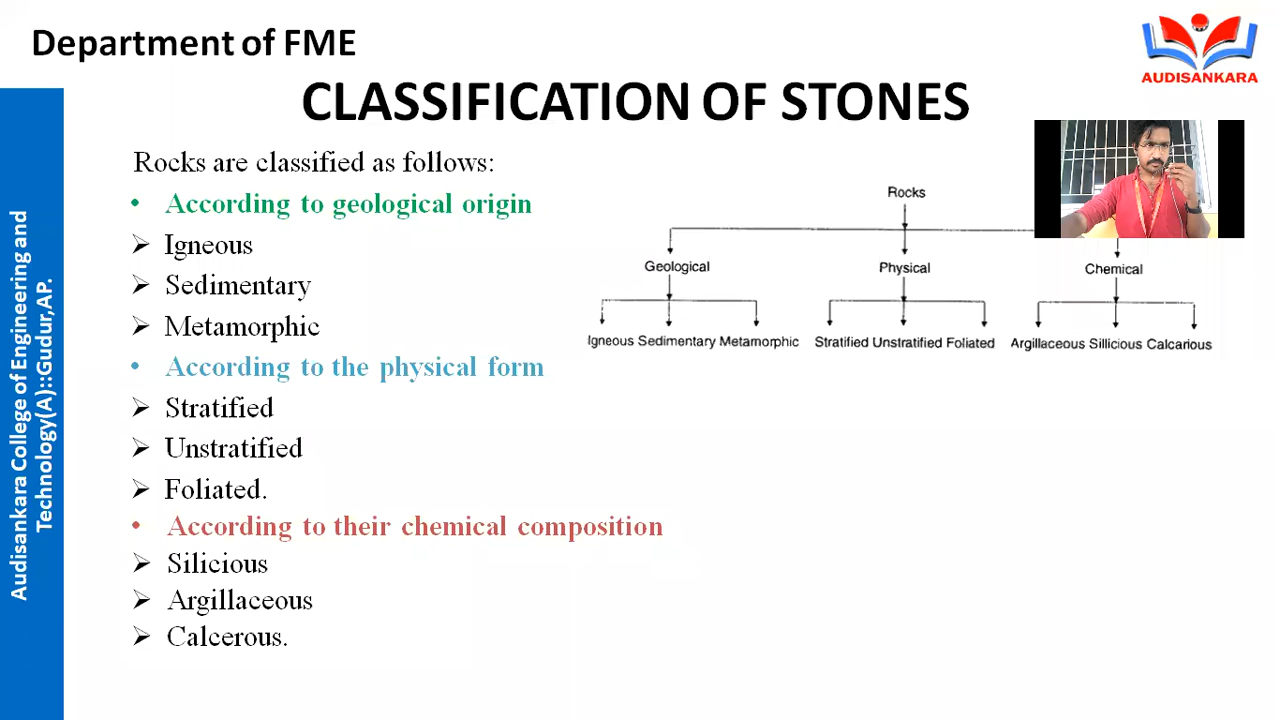 Department of FME
AUDISANKARA
CLASSIFICATION OF STONES
Rocks are classified as follows:
• According to geological origin
➢ Igneous
➢ Sedimentary
➢ Metamorphic
• According to the physical form
➢ Stratified
➢ Unstratified
➢ Foliated.
• According to their chemical composition
➢ Silicious
➢ Argillaceous
➢ Calcerous.
Rocks
Geological Physical Chemical
Igneous Sedimentary Metamorphic Stratified Unstratified Foliated Argillaceous Sillicious Calcarious
Audisankara College of Engineering and
Technology(A)::Gudur,AP.